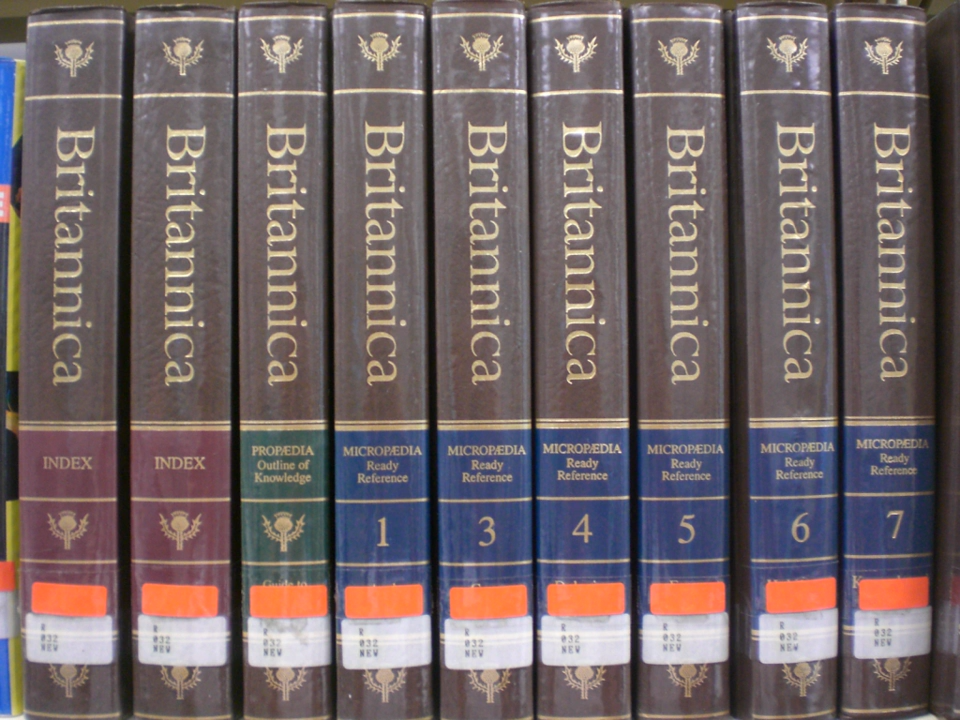 Britannica
INDEX
R
032
NEW
Britannica
INDEX
R
032
NEW
Britannica
PROPÆDIA
Outline of
Knowledge
Guide to
R
032
NEW
Britannica
MICROPÆDIA
Ready
Reference
1
R
032
NEW
Britannica
MICROPÆDIA
Ready
Reference
3
R
032
NEW
Britannica
MICROPÆDIA
Ready
Reference
4
R
032
NEW
Britannica
MICROPÆDIA
Ready
Reference
5
R
032
NEW
Britannica
MICROPÆDIA
Ready
Reference
6
R
032
NEW
Britannica
MICROPÆDIA
Ready
Reference
7
R
032
NEW